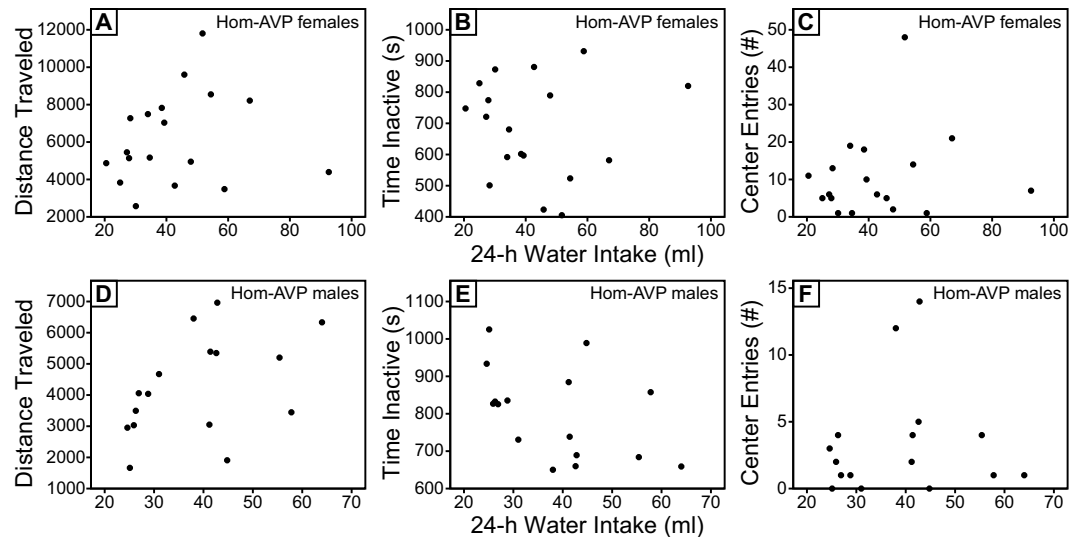 A
Hom-AVP females
Distance Traveled
12000
10000
8000
6000
4000
2000
20 40 60 80 100
B
Hom-AVP females
Time Inactive (s)
1000
900
800
700
600
500
400
20 40 60 80 100
24-h Water Intake (ml)
C
Hom-AVP females
Center Entries (#)
50
40
30
20
10
0
20 40 60 80 100
D
Hom-AVP males
Distance Traveled
7000
6000
5000
4000
3000
2000
1000
20 30 40 50 60 70
E
Hom-AVP males
Time Inactive (s)
1100
1000
900
800
700
600
20 30 40 50 60 70
24-h Water Intake (ml)
F
Hom-AVP males
Center Entries (#)
15
10
5
0
20 30 40 50 60 70